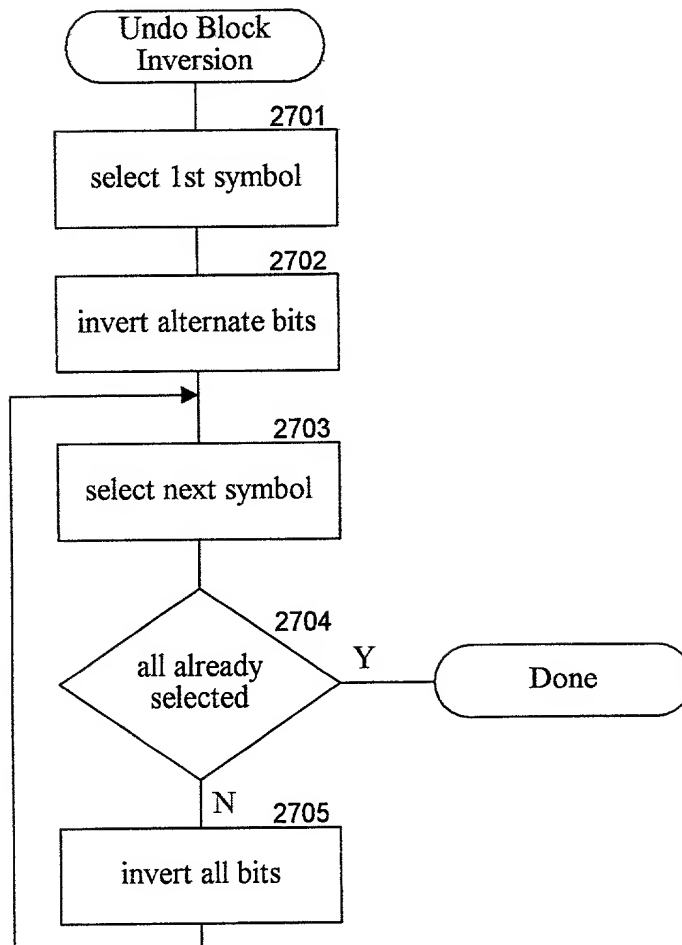 Undo Block
Inversion
2701
select 1st symbol
2702
invert alternate bits
2703
select next symbol
2704
all already
selected
Y
Done
N
2705
invert all bits